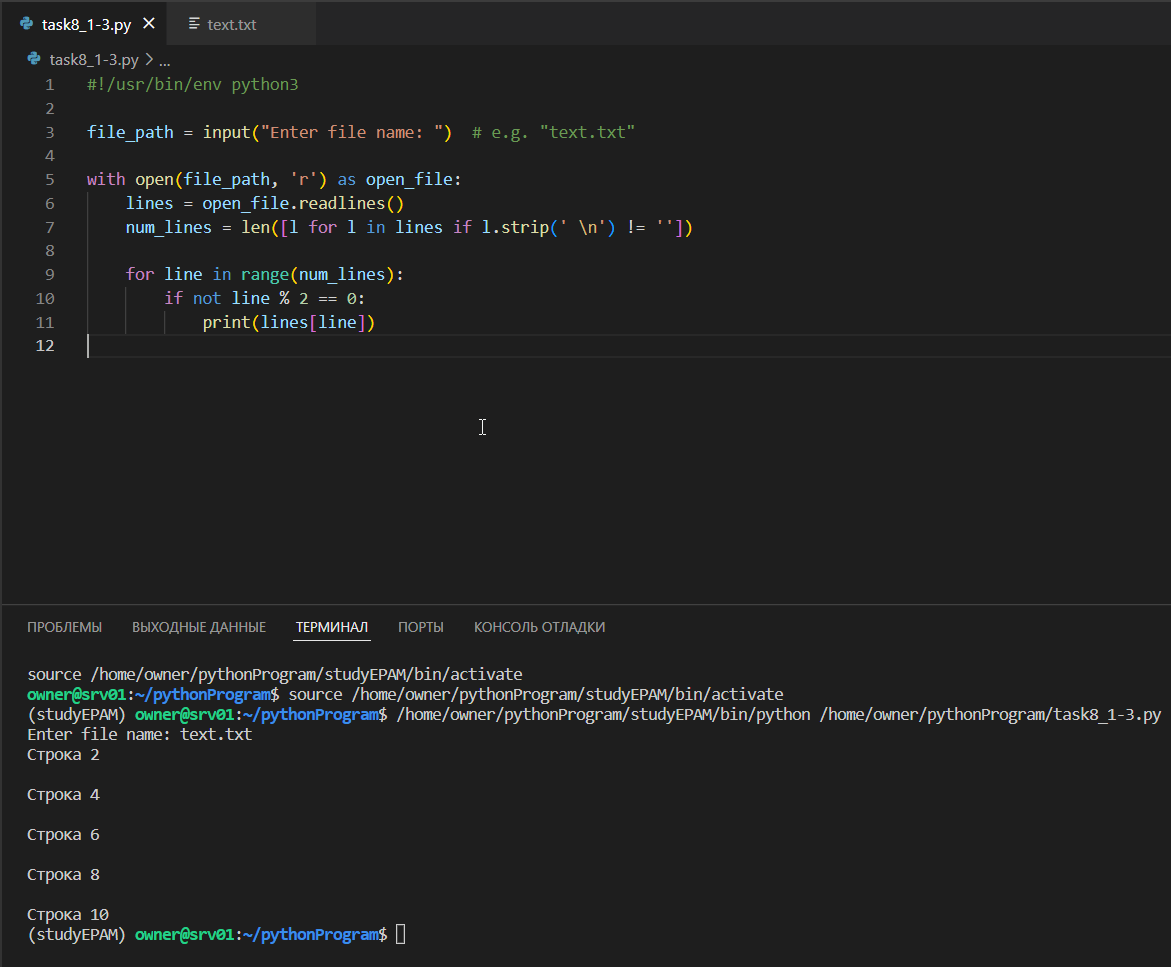 task8_1-3.py
text.txt
task8_1-3.py > ...
1 #!/usr/bin/env python3
2
3 file_path = input("Enter file name: ")  # e.g. "text.txt"
4
5 with open(file_path, 'r') as open_file:
6     lines = open_file.readlines()
7     num_lines = len([l for l in lines if l.strip(' \n') != ''])
8
9     for line in range(num_lines):
10         if not line % 2 == 0:
11             print(lines[line])
12
ПРОБЛЕМЫ ВЫХОДНЫЕ ДАННЫЕ ТЕРМИНАЛ ПОРТЫ КОНСОЛЬ ОТЛАДКИ
source /home/owner/pythonProgram/studyEPAM/bin/activate
owner@srv01:~/pythonProgram$ source /home/owner/pythonProgram/studyEPAM/bin/activate
(studyEPAM) owner@srv01:~/pythonProgram$ /home/owner/pythonProgram/studyEPAM/bin/python /home/owner/pythonProgram/task8_1-3.py
Enter file name: text.txt
Строка 2
Строка 4
Строка 6
Строка 8
Строка 10
(studyEPAM) owner@srv01:~/pythonProgram$